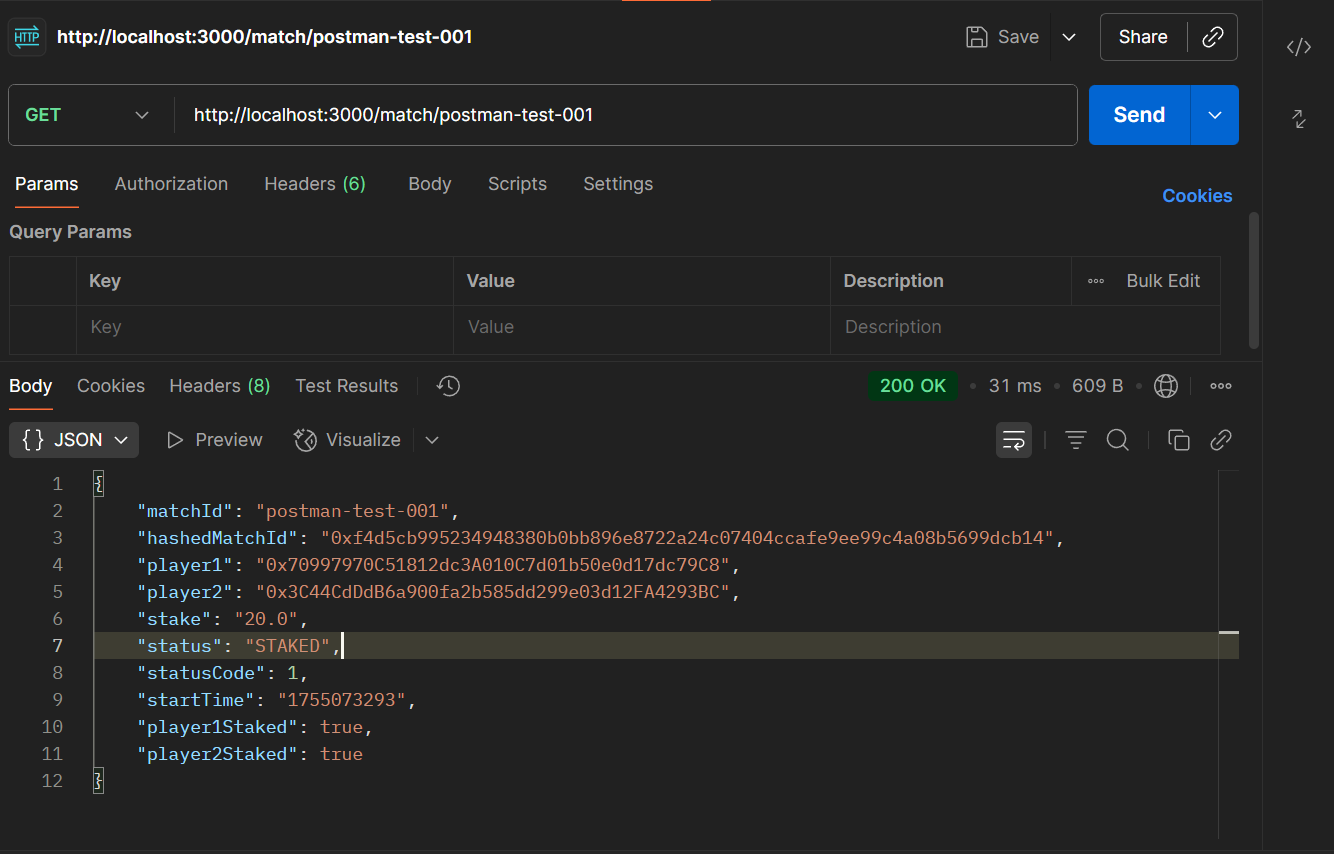 HTTP http://localhost:3000/match/postman-test-001 Save Share
GET http://localhost:3000/match/postman-test-001 Send
Params Authorization Headers (6) Body Scripts Settings Cookies
Query Params
Key Value Description Bulk Edit
Key Value Description
Body Cookies Headers (8) Test Results 200 OK 31 ms 609 B
{} JSON Preview Visualize
1 {
2 "matchId": "postman-test-001",
3 "hashedMatchId": "0xf4d5cb995234948380b0bb896e8722a24c07404ccafe9ee99c4a08b5699dcb14",
4 "player1": "0x70997970C51812dc3A010C7d01b50e0d17dc79C8",
5 "player2": "0x3C44CdDdB6a900fa2b585dd299e03d12FA4293BC",
6 "stake": "20.0",
7 "status": "STAKED",
8 "statusCode": 1,
9 "startTime": "1755073293",
10 "player1Staked": true,
11 "player2Staked": true
12 }